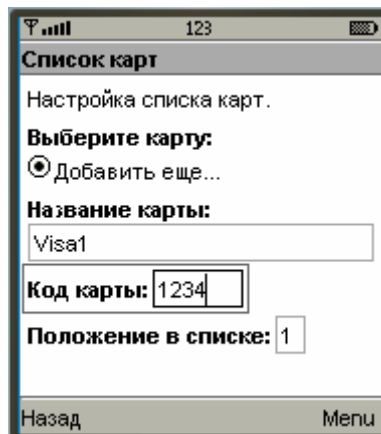 123
Список карт
Настройка списка карт.
Выберите карту:
Добавить еще...
Название карты:
Visa1
Код карты: 1234
Положение в списке: 1
Назад Menu